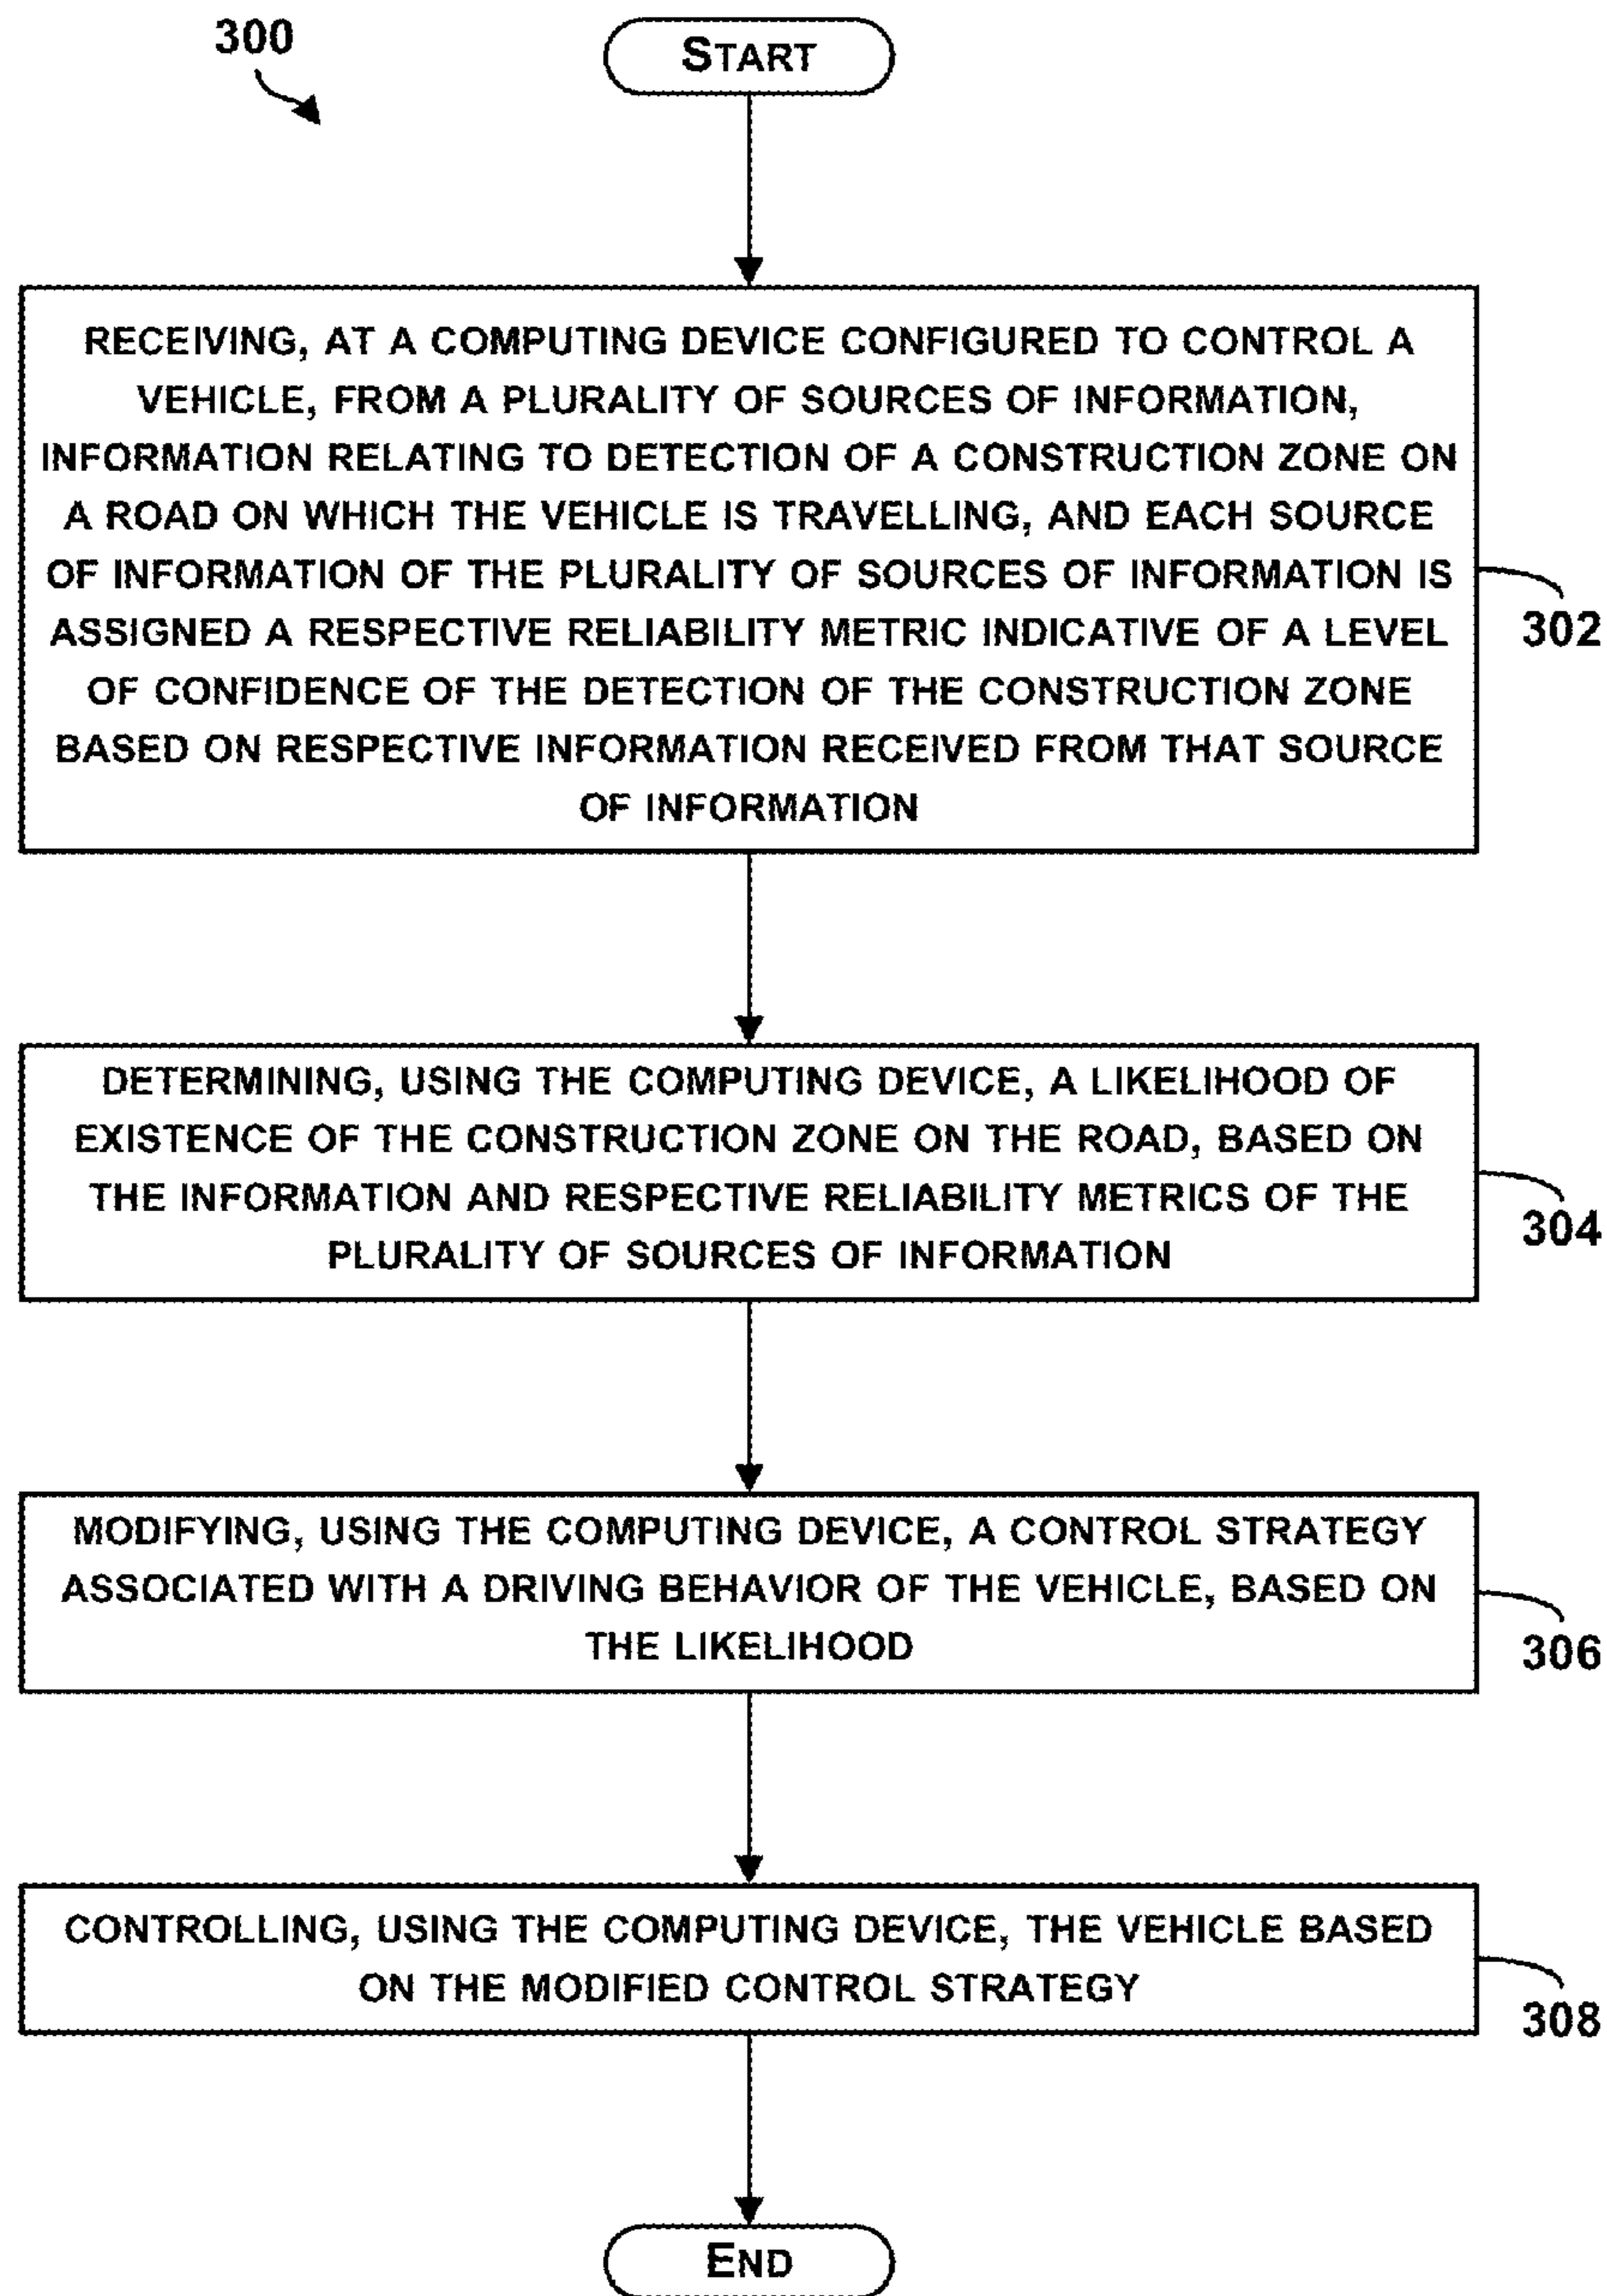 300
START
RECEIVING, AT A COMPUTING DEVICE CONFIGURED TO CONTROL A
VEHICLE, FROM A PLURALITY OF SOURCES OF INFORMATION,
INFORMATION RELATING TO DETECTION OF A CONSTRUCTION ZONE ON
A ROAD ON WHICH THE VEHICLE IS TRAVELLING, AND EACH SOURCE
OF INFORMATION OF THE PLURALITY OF SOURCES OF INFORMATION IS
ASSIGNED A RESPECTIVE RELIABILITY METRIC INDICATIVE OF A LEVEL
OF CONFIDENCE OF THE DETECTION OF THE CONSTRUCTION ZONE
BASED ON RESPECTIVE INFORMATION RECEIVED FROM THAT SOURCE
OF INFORMATION
302
DETERMINING, USING THE COMPUTING DEVICE, A LIKELIHOOD OF
EXISTENCE OF THE CONSTRUCTION ZONE ON THE ROAD, BASED ON
THE INFORMATION AND RESPECTIVE RELIABILITY METRICS OF THE
PLURALITY OF SOURCES OF INFORMATION
304
MODIFYING, USING THE COMPUTING DEVICE, A CONTROL STRATEGY
ASSOCIATED WITH A DRIVING BEHAVIOR OF THE VEHICLE, BASED ON
THE LIKELIHOOD
306
CONTROLLING, USING THE COMPUTING DEVICE, THE VEHICLE BASED
ON THE MODIFIED CONTROL STRATEGY
308
END